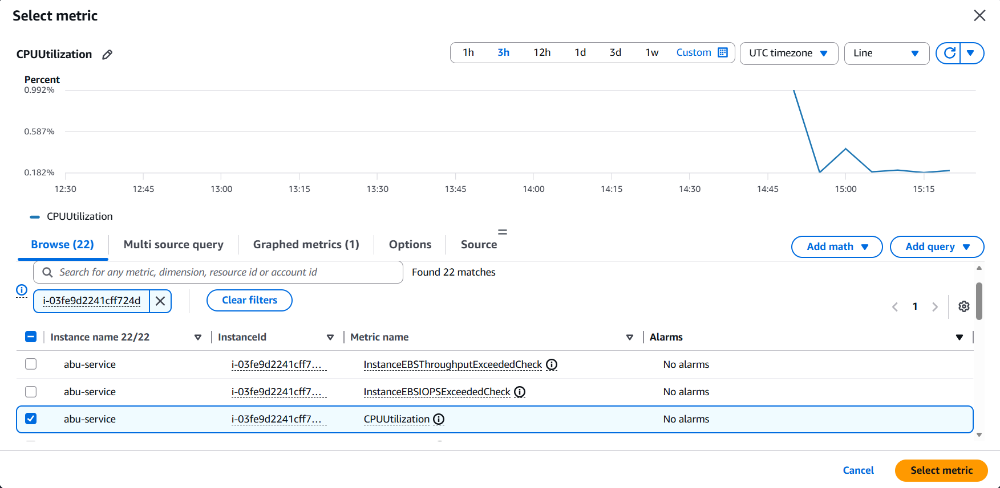 Select metric
CPUUtilization
1h 3h 12h 1d 3d 1w Custom UTC timezone Line
Percent
0.992%
0.587%
0.182%
12:30 12:45 13:00 13:15 13:30 13:45 14:00 14:15 14:30 14:45 15:00 15:15
CPUUtilization
Browse (22) Multi source query Graphed metrics (1) Options Source Add math Add query
Search for any metric, dimension, resource id or account id Found 22 matches
i-03fe9d2241cff724d Clear filters 1
Instance name 22/22 InstanceId Metric name Alarms
abu-service i-03fe9d2241cff7... InstanceEBSThroughputExceededCheck No alarms
abu-service i-03fe9d2241cff7... InstanceEBSIOPSExceededCheck No alarms
abu-service i-03fe9d2241cff7... CPUUtilization No alarms
Cancel Select metric